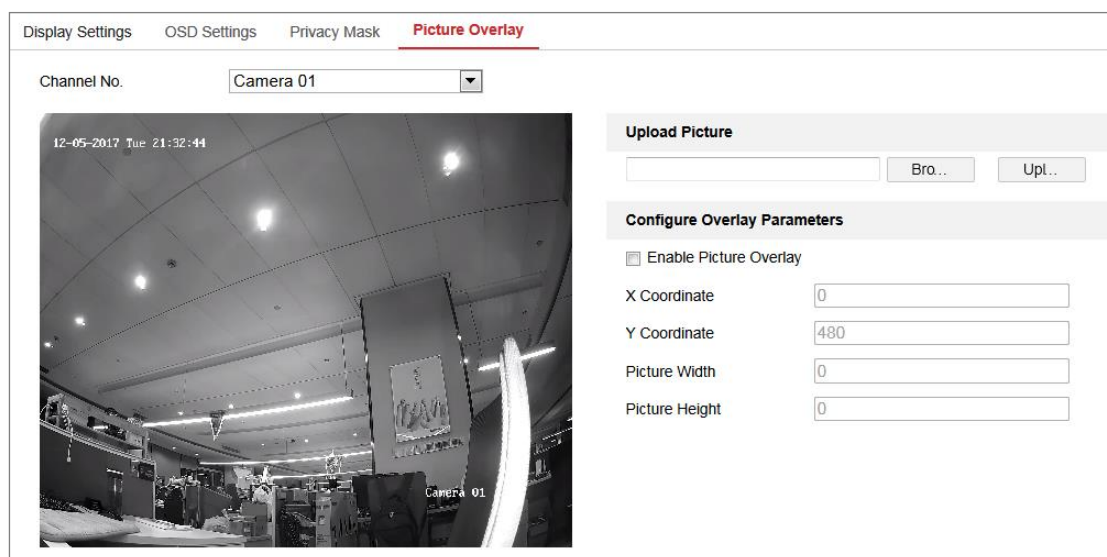 Display Settings OSD Settings Privacy Mask Picture Overlay
Channel No. Camera 01
12-05-2017 Tue 21:32:44
Camera 01
Upload Picture
Bro... Upl...
Configure Overlay Parameters
Enable Picture Overlay
X Coordinate 0
Y Coordinate 480
Picture Width 0
Picture Height 0